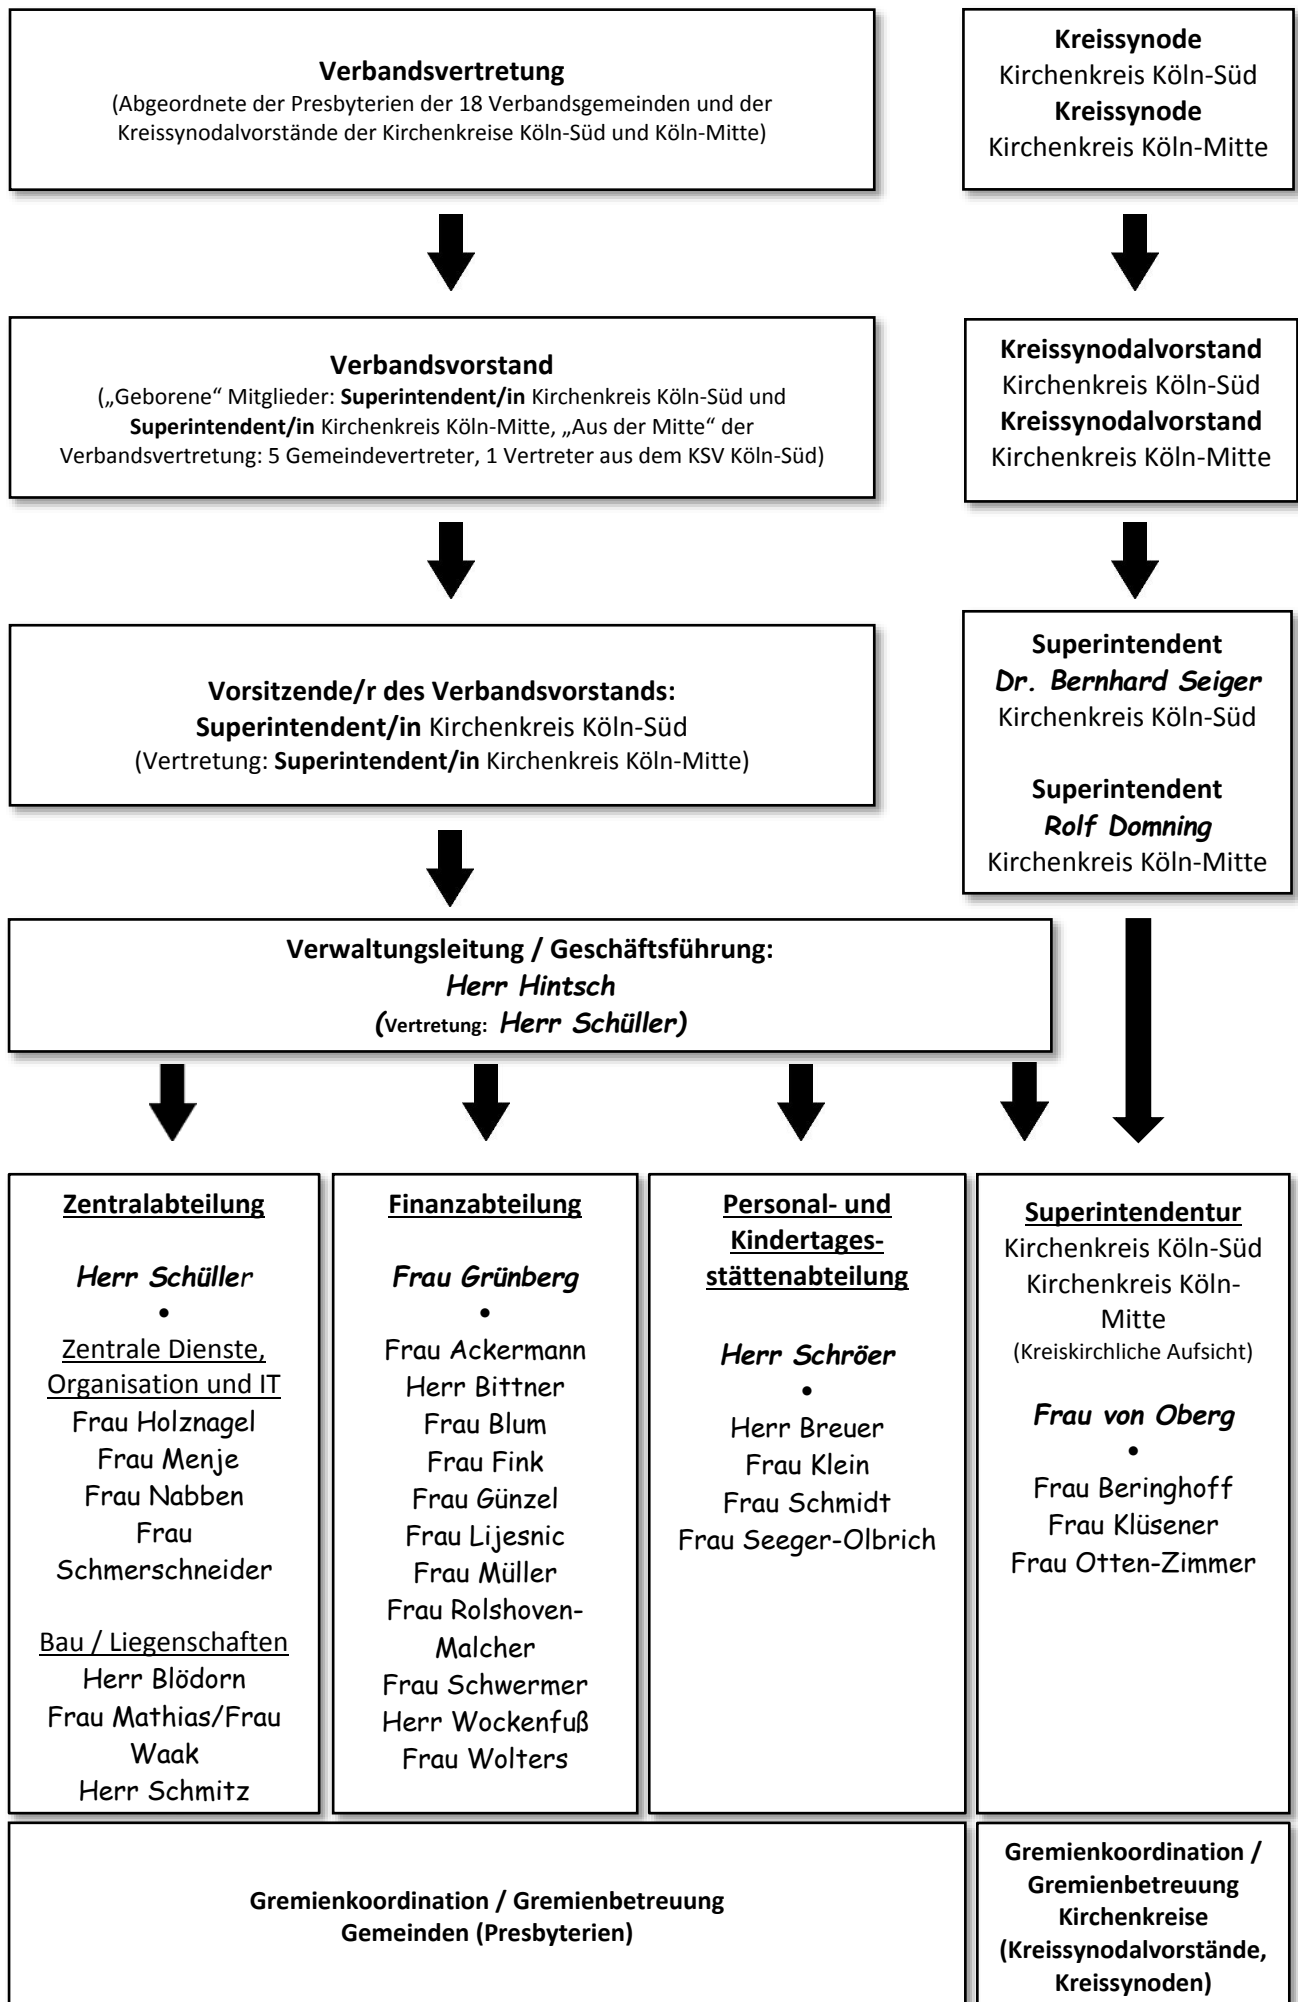 Verbandsvertretung
(Abgeordnete der Presbyterien der 18 Verbandsgemeinden und der
Kreissynodalvorstände der Kirchenkreise Köln-Süd und Köln-Mitte)
Kreissynode
Kirchenkreis Köln-Süd
Kreissynode
Kirchenkreis Köln-Mitte
Verbandsvorstand
(„Geborene“ Mitglieder: Superintendent/in Kirchenkreis Köln-Süd und
Superintendent/in Kirchenkreis Köln-Mitte, „Aus der Mitte“ der
Verbandsvertretung: 5 Gemeindevertreter, 1 Vertreter aus dem KSV Köln-Süd)
Kreissynodalvorstand
Kirchenkreis Köln-Süd
Kreissynodalvorstand
Kirchenkreis Köln-Mitte
Vorsitzende/r des Verbandsvorstands:
Superintendent/in Kirchenkreis Köln-Süd
(Vertretung: Superintendent/in Kirchenkreis Köln-Mitte)
Superintendent
Dr. Bernhard Seiger
Kirchenkreis Köln-Süd
Superintendent
Rolf Domning
Kirchenkreis Köln-Mitte
Verwaltungsleitung / Geschäftsführung:
Herr Hintsch
(Vertretung: Herr Schüller)
Zentralabteilung
Herr Schüller
•
Zentrale Dienste,
Organisation und IT
Frau Holznagel
Frau Menje
Frau Nabben
Frau
Schmerschneider
Bau / Liegenschaften
Herr Blödorn
Frau Mathias/Frau
Waak
Herr Schmitz
Finanzabteilung
Frau Grünberg
•
Frau Ackermann
Herr Bittner
Frau Blum
Frau Fink
Frau Günzel
Frau Lijesnic
Frau Müller
Frau Rolshoven-
Malcher
Frau Schwermer
Herr Wockenfuß
Frau Wolters
Personal- und
Kindertages-
stättenabteilung
Herr Schröer
•
Herr Breuer
Frau Klein
Frau Schmidt
Frau Seeger-Olbrich
Superintendentur
Kirchenkreis Köln-Süd
Kirchenkreis Köln-
Mitte
(Kreiskirchliche Aufsicht)
Frau von Oberg
•
Frau Beringhoff
Frau Klüsener
Frau Otten-Zimmer
Gremienkoordination / Gremienbetreuung
Gemeinden (Presbyterien)
Gremienkoordination /
Gremienbetreuung
Kirchenkreise
(Kreissynodalvorstände,
Kreissynoden)